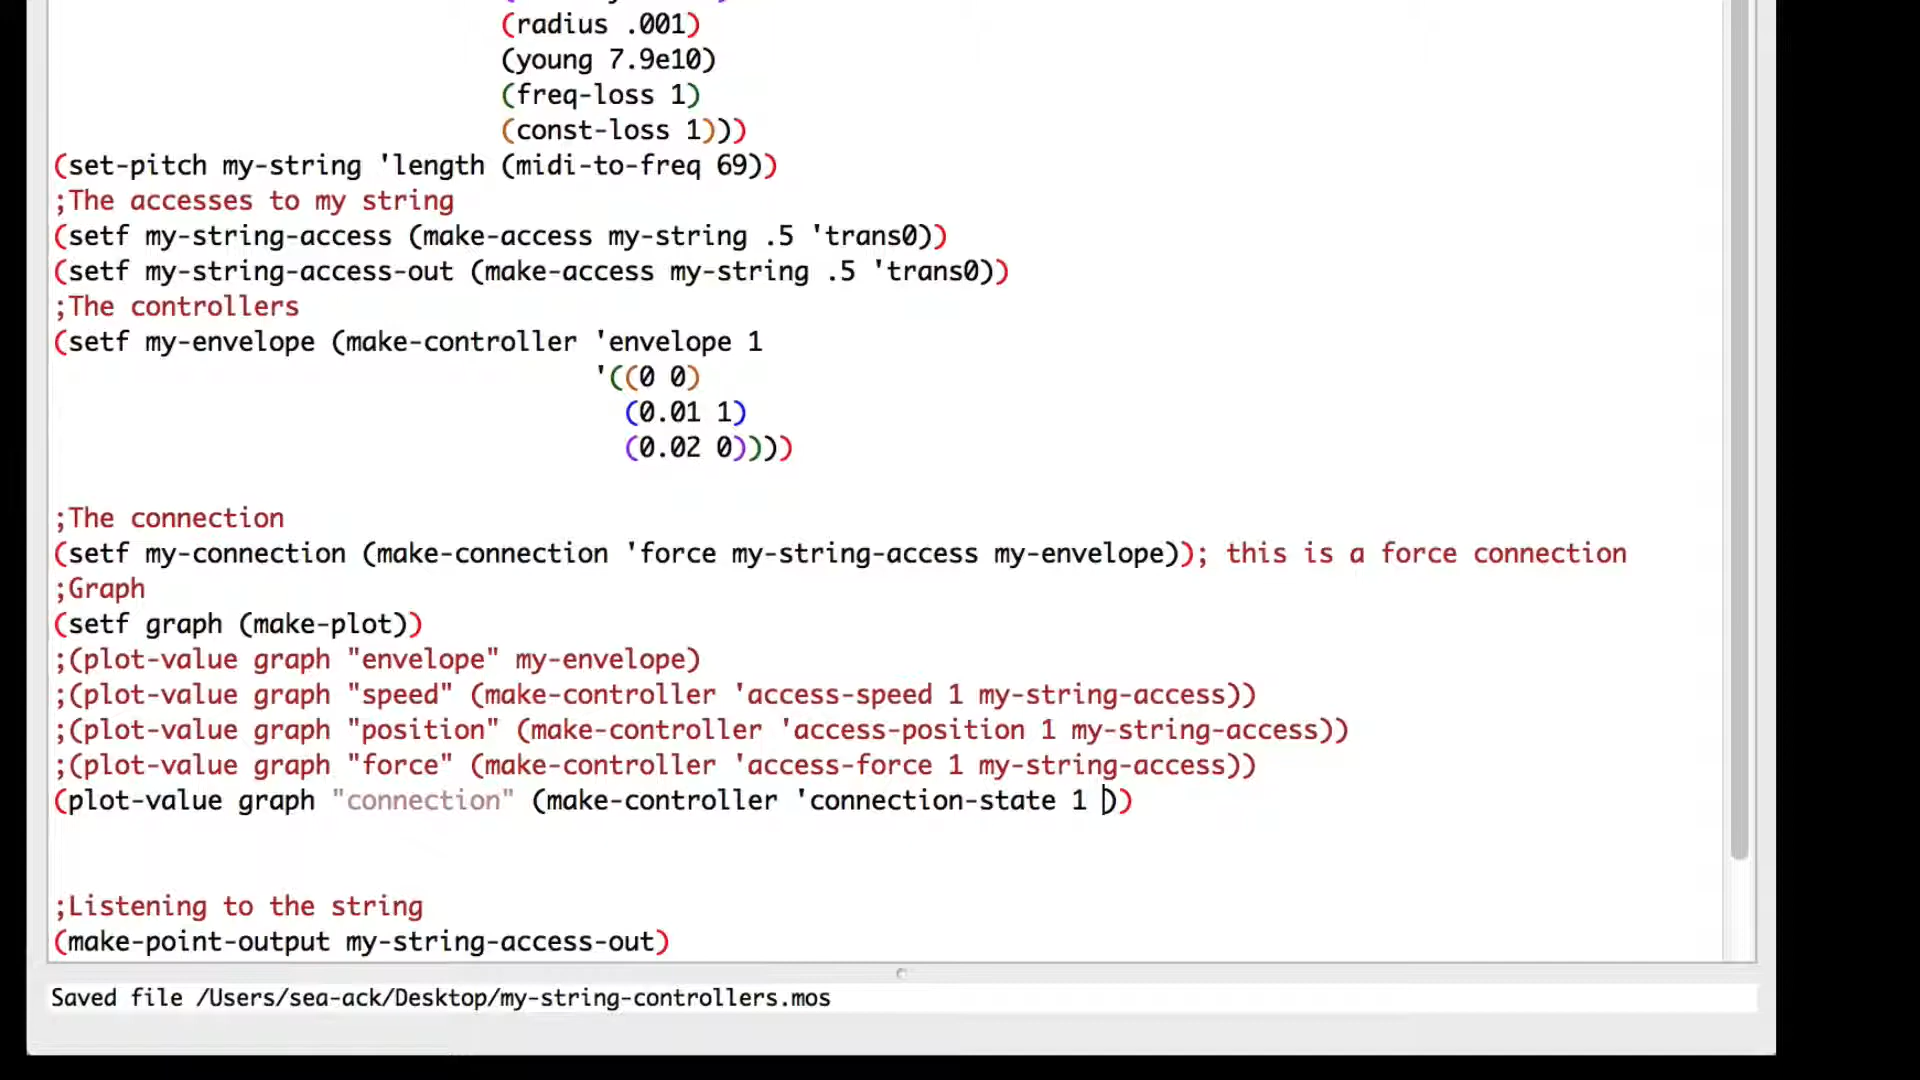 (radius .001)
(young 7.9e10)
(freq-loss 1)
(const-loss 1)))
(set-pitch my-string 'length (midi-to-freq 69))
;The accesses to my string
(setf my-string-access (make-access my-string .5 'trans0))
(setf my-string-access-out (make-access my-string .5 'trans0))
;The controllers
(setf my-envelope (make-controller 'envelope 1
'((0 0)
(0.01 1)
(0.02 0))))
;The connection
(setf my-connection (make-connection 'force my-string-access my-envelope)); this is a force connection
;Graph
(setf graph (make-plot))
;(plot-value graph "envelope" my-envelope)
;(plot-value graph "speed" (make-controller 'access-speed 1 my-string-access))
;(plot-value graph "position" (make-controller 'access-position 1 my-string-access))
;(plot-value graph "force" (make-controller 'access-force 1 my-string-access))
(plot-value graph "connection" (make-controller 'connection-state 1 ))
;Listening to the string
(make-point-output my-string-access-out)
Saved file /Users/sea-ack/Desktop/my-string-controllers.mos